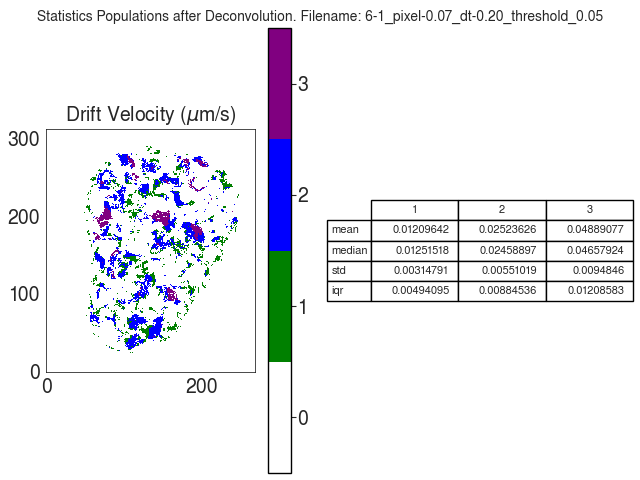 Statistics Populations after Deconvolution. Filename: 6-1_pixel-0.07_dt-0.20_threshold_0.05
Drift Velocity (μm/s)
300
200
100
0
0 200
3
2
1
0
1 2 3
mean 0.01209642 0.02523626 0.04889077
median 0.01251518 0.02458897 0.04657924
std 0.00314791 0.00551019 0.0094846
iqr 0.00494095 0.00884536 0.01208583